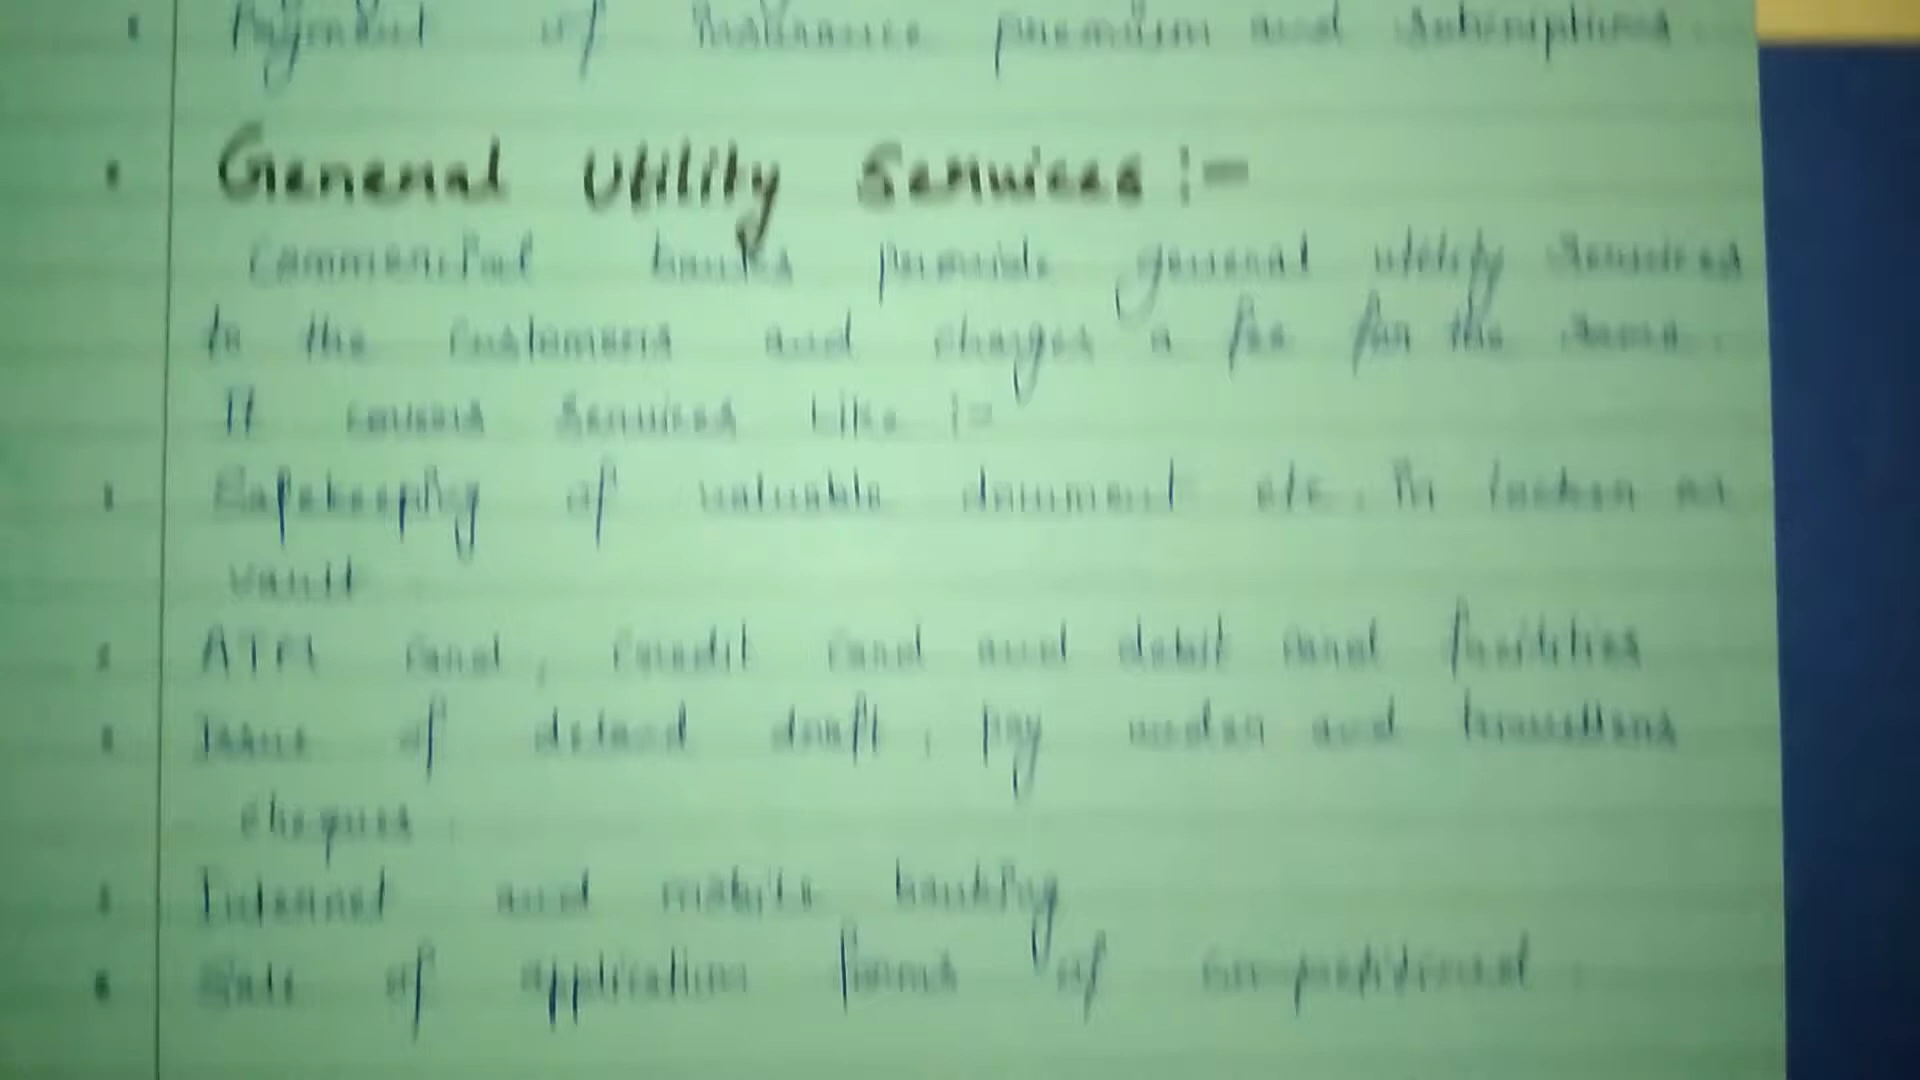 Payment of Insurance premium and subscriptions
General Utility Services :-
Commercial banks provide general utility services
to the customers and charges a fee for the same.
It covers services like :-
Safekeeping of valuable document etc. in locker or
vault
ATM card, credit card and debit card facilities
Issue of demand draft, pay order and travellers
cheques
Internet and mobile banking
Sale of application forms of